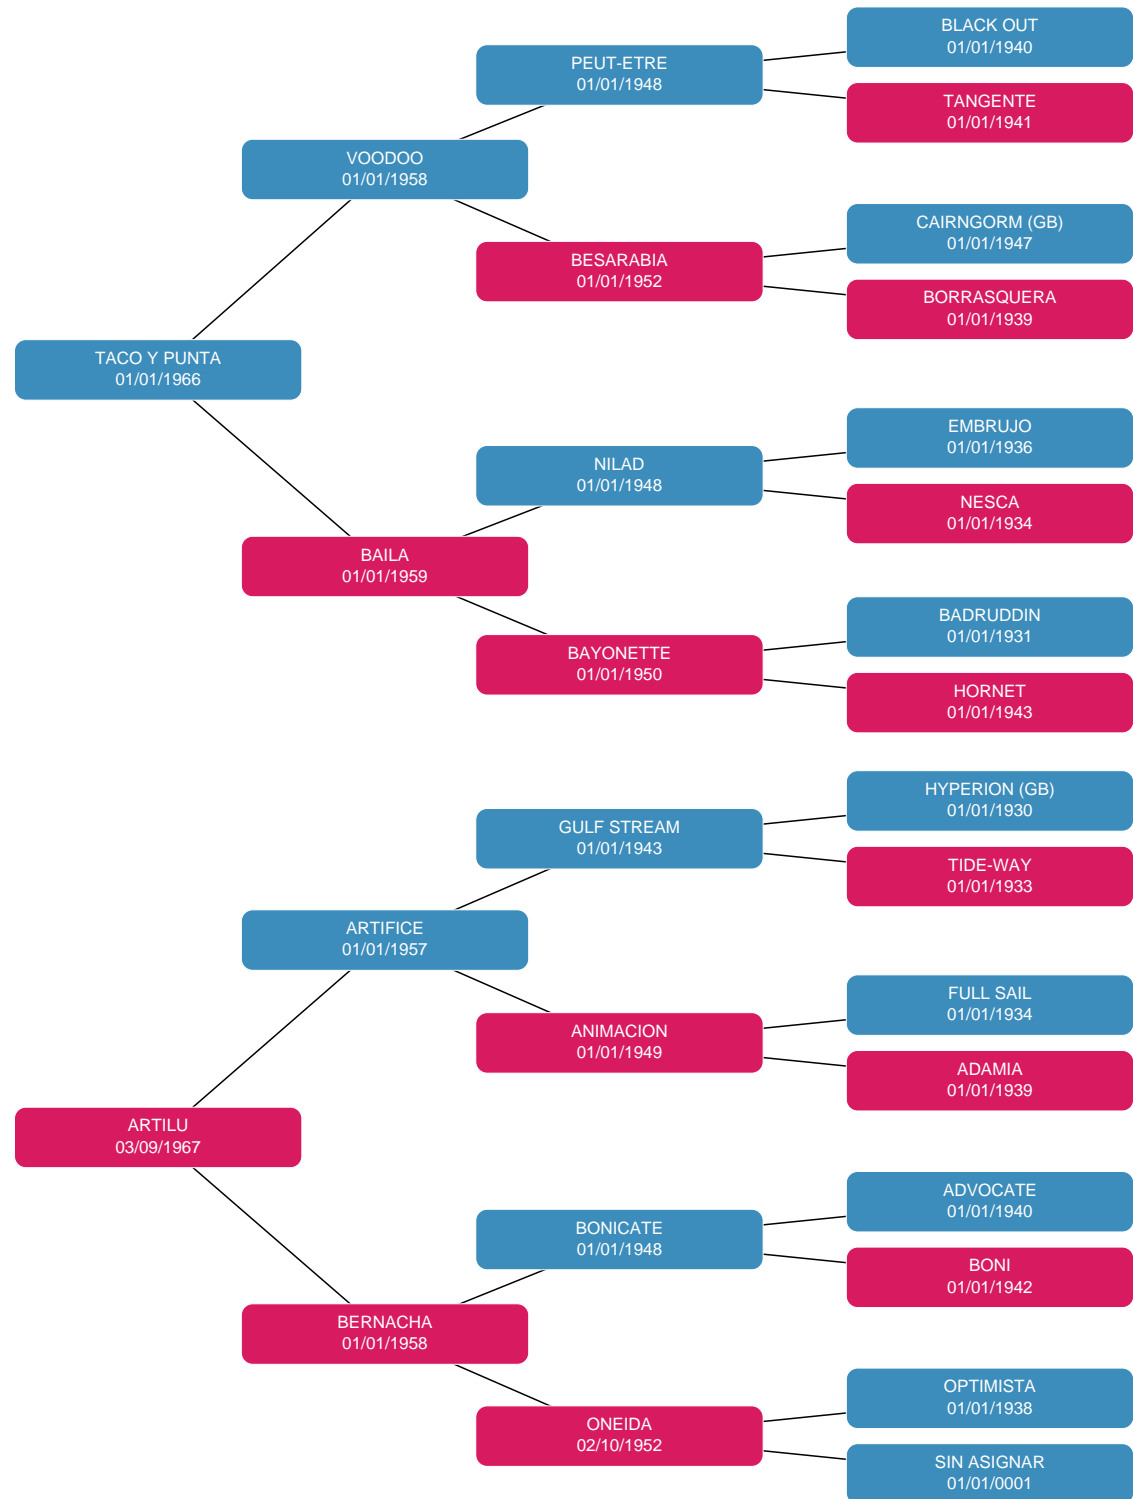 BLACK OUT
01/01/1940
PEUT-ETRE
01/01/1948
TANGENTE
01/01/1941
VOODOO
01/01/1958
CAIRNGORM (GB)
01/01/1947
BESARABIA
01/01/1952
BORRASQUERA
01/01/1939
TACO Y PUNTA
01/01/1966
EMBRUJO
01/01/1936
NILAD
01/01/1948
NESCA
01/01/1934
BAILA
01/01/1959
BADRUDDIN
01/01/1931
BAYONETTE
01/01/1950
HORNET
01/01/1943
HYPERION (GB)
01/01/1930
GULF STREAM
01/01/1943
TIDE-WAY
01/01/1933
ARTIFICE
01/01/1957
FULL SAIL
01/01/1934
ANIMACION
01/01/1949
ADAMIA
01/01/1939
ARTILU
03/09/1967
ADVOCATE
01/01/1940
BONICATE
01/01/1948
BONI
01/01/1942
BERNACHA
01/01/1958
OPTIMISTA
01/01/1938
ONEIDA
02/10/1952
SIN ASIGNAR
01/01/0001